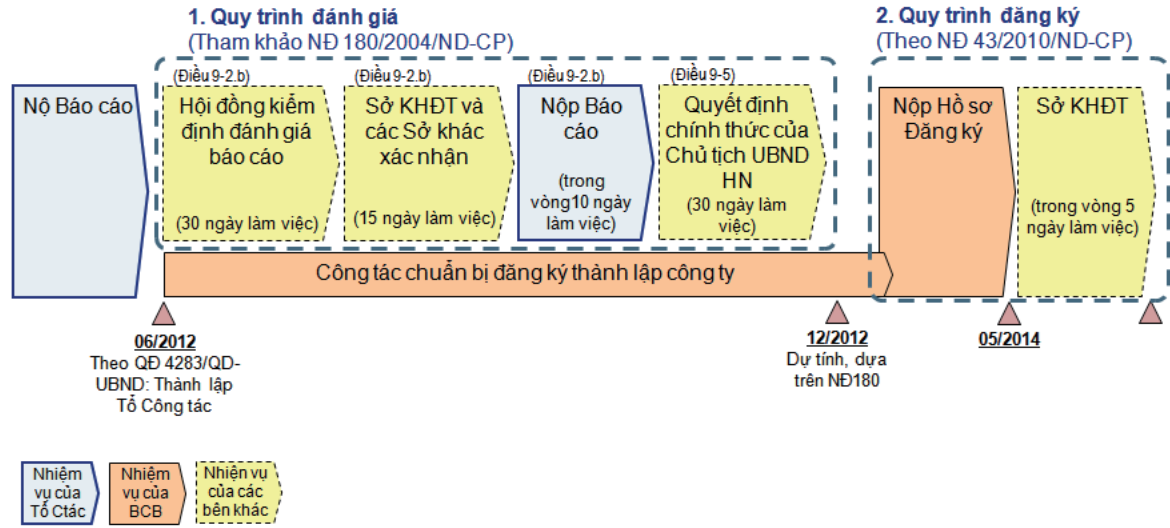 1. Quy trình đánh giá
(Tham khảo NĐ 180/2004/ND-CP)
2. Quy trình đăng ký
(Theo NĐ 43/2010/ND-CP)
Nộ Báo cáo
(Điều 9-2.b)
Hội đồng kiểm
định đánh giá
báo cáo
(30 ngày làm việc)
(Điều 9-2.b)
Sở KHĐT và
các Sở khác
xác nhận
(15 ngày làm việc)
(Điều 9-2.b)
Nộp Báo
cáo
(trong
vòng10 ngày
làm việc)
(Điều 9-5)
Quyết định
chính thức của
Chủ tịch UBND
HN
(30 ngày làm
việc)
Nộp Hồ sơ
Đăng ký
Sở KHĐT
(trong vòng 5
ngày làm việc)
Công tác chuẩn bị đăng ký thành lập công ty
06/2012
Theo QĐ 4283/QD-
UBND: Thành lập
Tổ Công tác
12/2012
Dự tính, dựa
trên NĐ180
05/2014
Nhiệm
vụ của
Tổ Ctác
Nhiệm
vụ của
BCB
Nhiện vụ
của các
bên khác